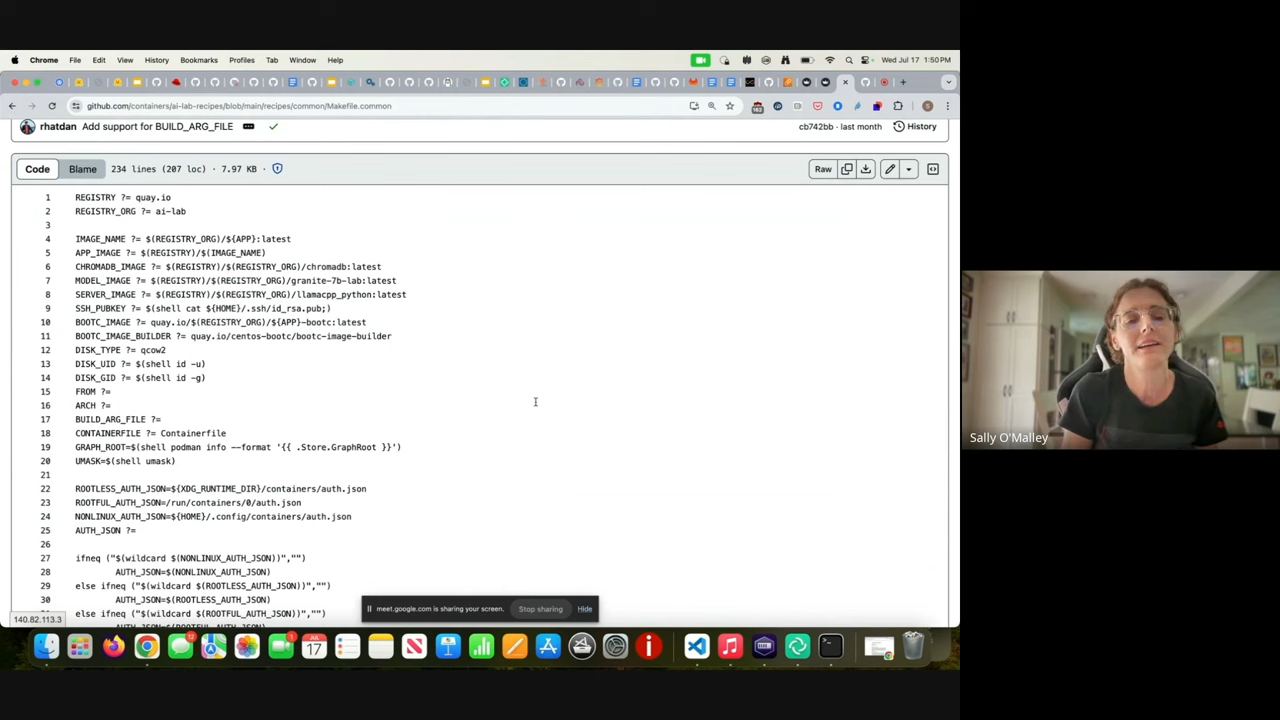 Chrome File Edit View History Bookmarks Profiles Tab Window Help Wed Jul 17 1:50 PM
github.com/containers/ai-lab-recipes/blob/main/recipes/common/Makefile.common
rhatdan Add support for BUILD_ARG_FILE cb742bb · last month History
Code Blame 234 lines (207 loc) · 7.97 KB Raw
1 REGISTRY ?= quay.io
2 REGISTRY_ORG ?= ai-lab
3
4 IMAGE_NAME ?= $(REGISTRY_ORG)/${APP}:latest
5 APP_IMAGE ?= $(REGISTRY)/$(IMAGE_NAME)
6 CHROMADB_IMAGE ?= $(REGISTRY)/$(REGISTRY_ORG)/chromadb:latest
7 MODEL_IMAGE ?= $(REGISTRY)/$(REGISTRY_ORG)/granite-7b-lab:latest
8 SERVER_IMAGE ?= $(REGISTRY)/$(REGISTRY_ORG)/llamacpp_python:latest
9 SSH_PUBKEY ?= $(shell cat ${HOME}/.ssh/id_rsa.pub;)
10 BOOTC_IMAGE ?= quay.io/$(REGISTRY_ORG)/${APP}-bootc:latest
11 BOOTC_IMAGE_BUILDER ?= quay.io/centos-bootc/bootc-image-builder
12 DISK_TYPE ?= qcow2
13 DISK_UID ?= $(shell id -u)
14 DISK_GID ?= $(shell id -g)
15 FROM ?=
16 ARCH ?=
17 BUILD_ARG_FILE ?=
18 CONTAINERFILE ?= Containerfile
19 GRAPH_ROOT=$(shell podman info --format '{{ .Store.GraphRoot }}')
20 UMASK=$(shell umask)
21
22 ROOTLESS_AUTH_JSON=${XDG_RUNTIME_DIR}/containers/auth.json
23 ROOTFUL_AUTH_JSON=/run/containers/0/auth.json
24 NONLINUX_AUTH_JSON=${HOME}/.config/containers/auth.json
25 AUTH_JSON ?=
26
27 ifneq ("$(wildcard $(NONLINUX_AUTH_JSON))","")
28 AUTH_JSON=$(NONLINUX_AUTH_JSON)
29 else ifneq ("$(wildcard $(ROOTLESS_AUTH_JSON))","")
30 AUTH_JSON=$(ROOTLESS_AUTH_JSON)
else ifneq ("$(wildcard $(ROOTFUL_AUTH_JSON))","")
meet.google.com is sharing your screen. Stop sharing Hide
140.82.113.3
JUL
17
Sally O'Malley